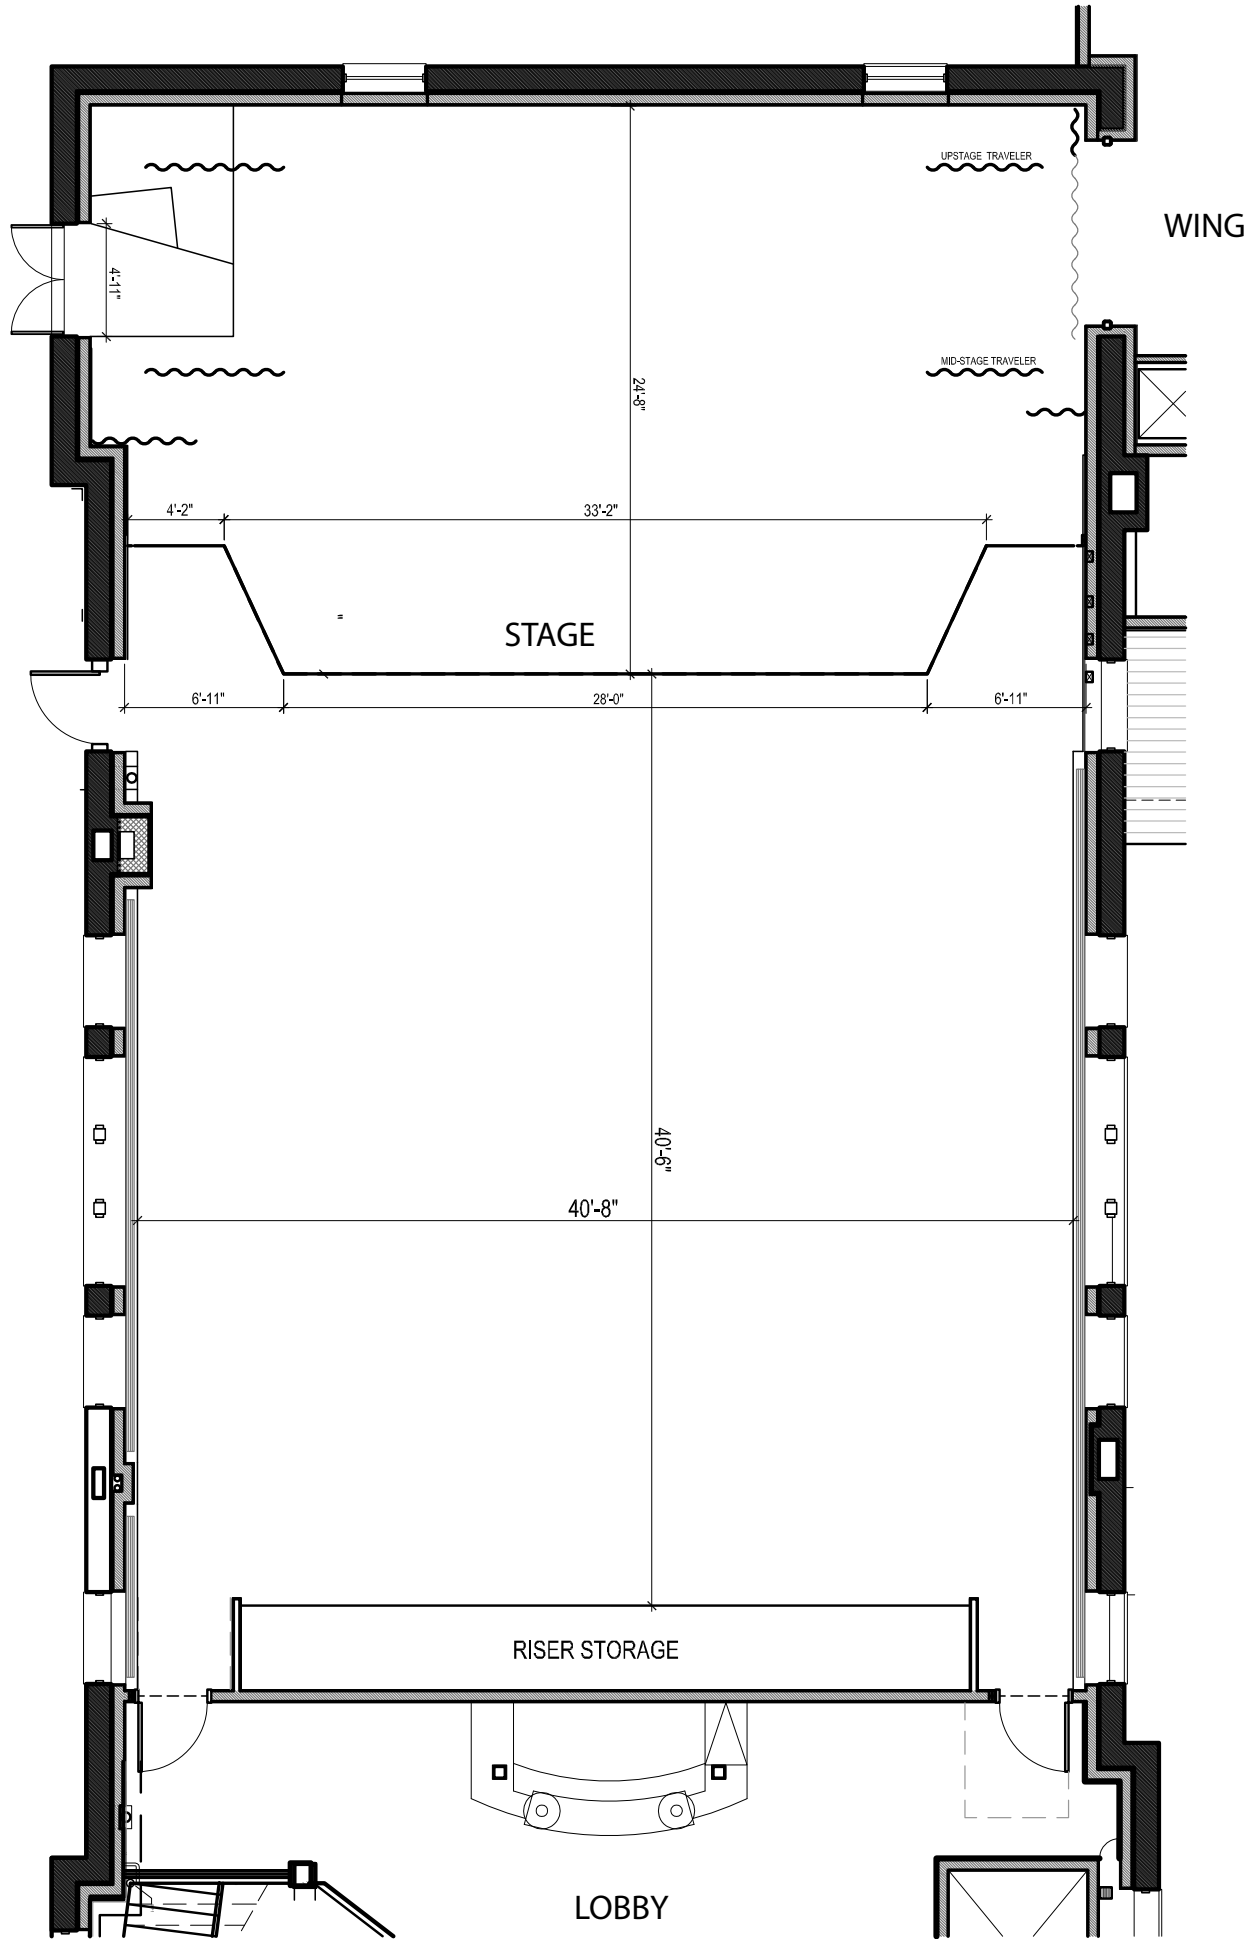 UPSTAGE TRAVELER
WING
4'-11"
MID-STAGE TRAVELER
24'-8"
4'-2"
33'-2"
"
STAGE
6'-11"
28'-0"
6'-11"
40'-6"
40'-8"
RISER STORAGE
LOBBY